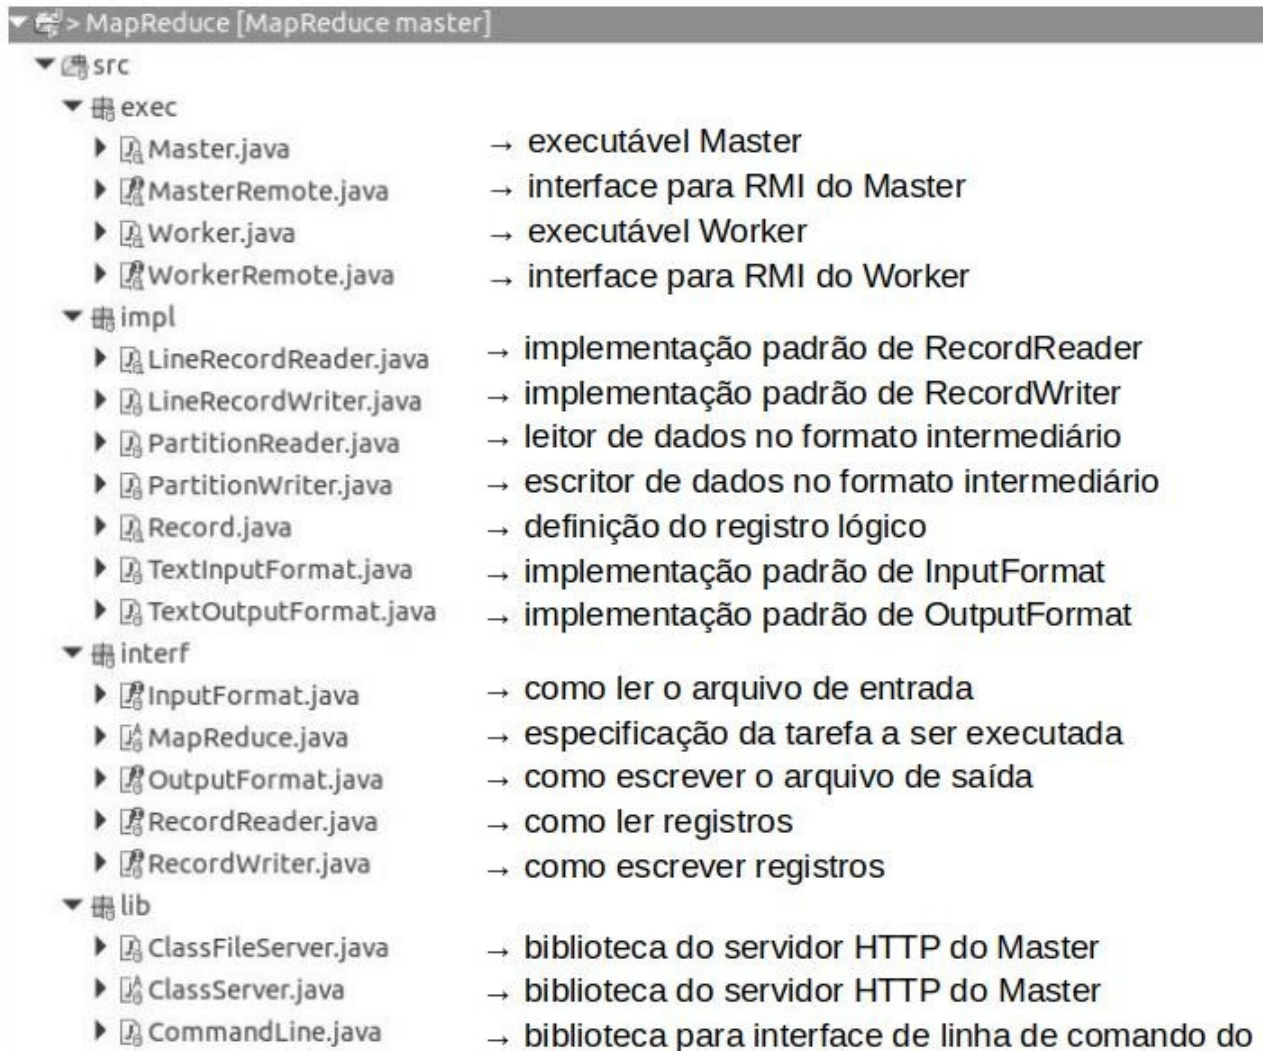 > MapReduce [MapReduce master]
src
exec
Master.java → executável Master
MasterRemote.java → interface para RMI do Master
Worker.java → executável Worker
WorkerRemote.java → interface para RMI do Worker
impl
LineRecordReader.java → implementação padrão de RecordReader
LineRecordWriter.java → implementação padrão de RecordWriter
PartitionReader.java → leitor de dados no formato intermediário
PartitionWriter.java → escritor de dados no formato intermediário
Record.java → definição do registro lógico
TextInputFormat.java → implementação padrão de InputFormat
TextOutputFormat.java → implementação padrão de OutputFormat
interf
InputFormat.java → como ler o arquivo de entrada
MapReduce.java → especificação da tarefa a ser executada
OutputFormat.java → como escrever o arquivo de saída
RecordReader.java → como ler registros
RecordWriter.java → como escrever registros
lib
ClassFileServer.java → biblioteca do servidor HTTP do Master
ClassServer.java → biblioteca do servidor HTTP do Master
CommandLine.java → biblioteca para interface de linha de comando do